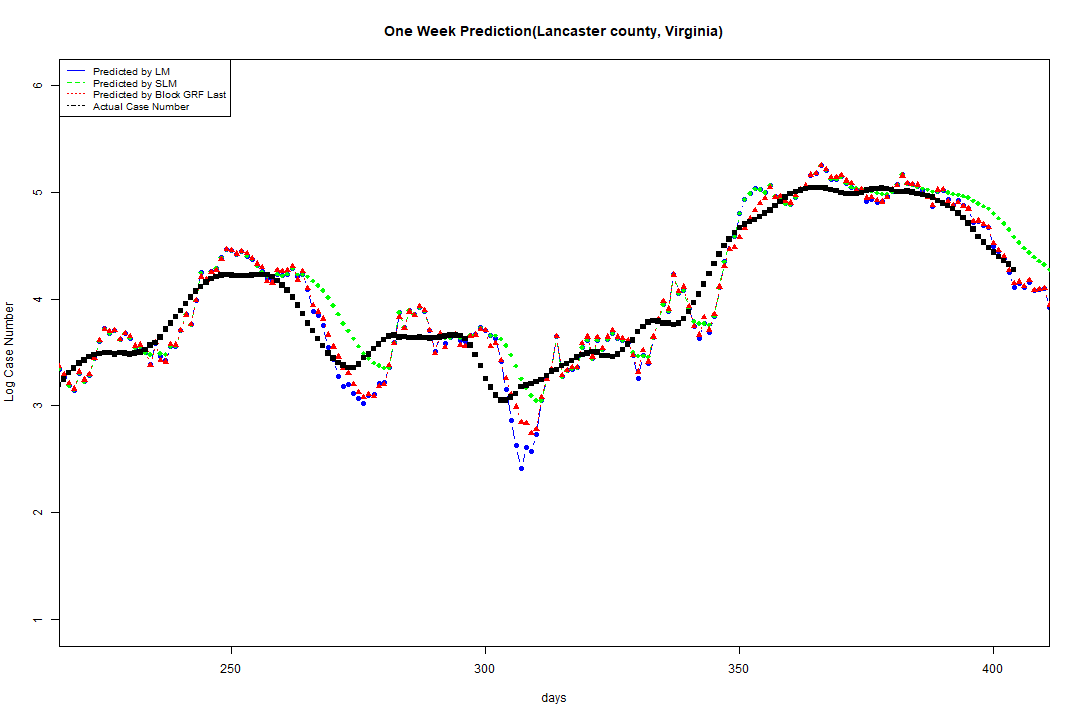 One Week Prediction(Lancaster county, Virginia)
Predicted by LM
Predicted by SLM
Predicted by Block GRF Last
Actual Case Number
Log Case Number
6
5
4
3
2
1
250 300 350 400
days